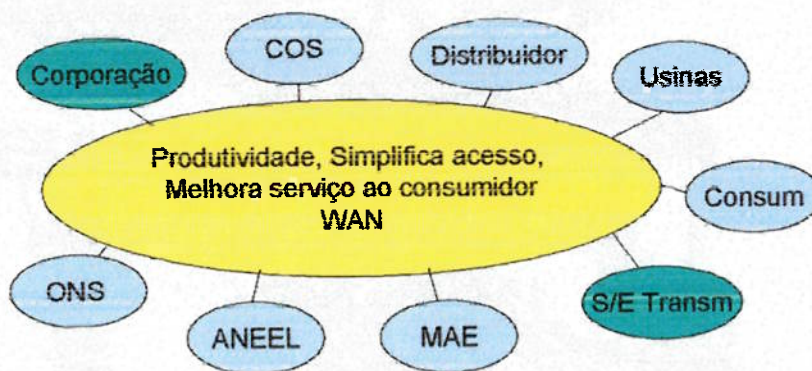 COS
Distribuidor
Corporação
Usinas
Produtividade, Simplifica acesso,
Melhora serviço ao consumidor
WAN
Consum
ONS
S/E Transm
ANEEL
MAE